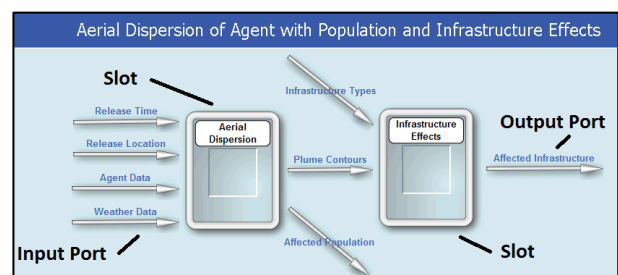 Aerial Dispersion of Agent with Population and Infrastructure Effects
Slot
Infrastructure Types
Release Time
Aerial
Dispersion
Infrastructure
Effects
Output Port
Release Location
Plume Contours
Affected Infrastructure
Agent Data
Weather Data
Input Port
Affected Population
Slot